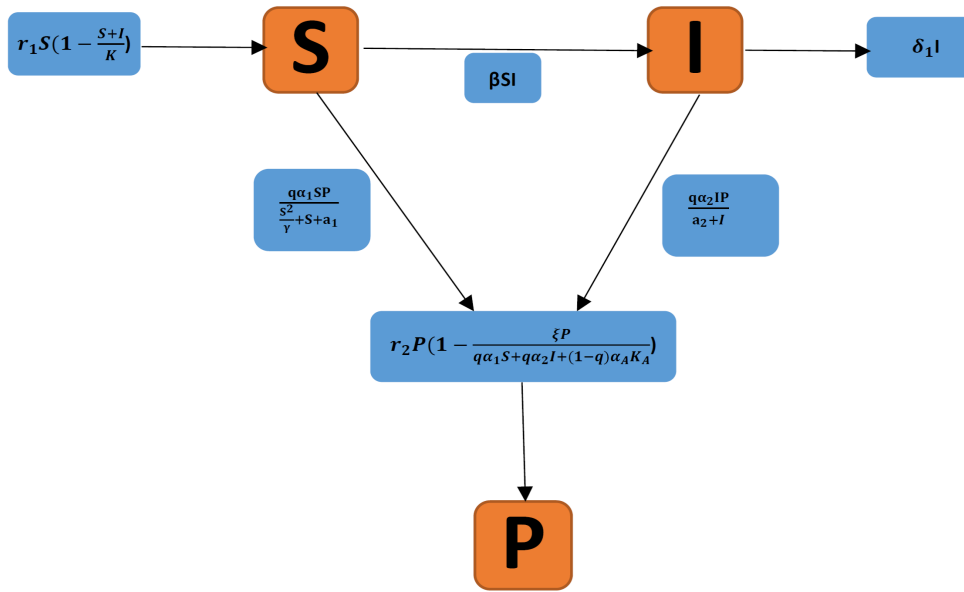 r₁S(1 − (S+I)/K)
S
I
δ₁I
βSI
qα₁SP/(S²/γ+S+a₁)
qα₂IP/(a₂+I)
r₂P(1 − ξP/(qα₁S+qα₂I+(1−q)α_A K_A))
P